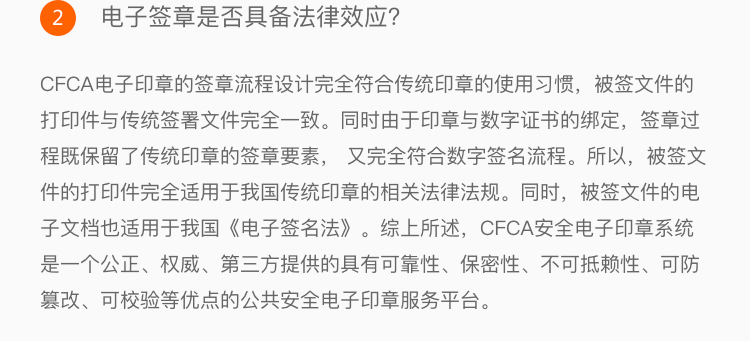 2 电子签章是否具备法律效应？
CFCA电子印章的签章流程设计完全符合传统印章的使用习惯，被签文件的
打印件与传统签署文件完全一致。同时由于印章与数字证书的绑定，签章过
程既保留了传统印章的签章要素， 又完全符合数字签名流程。所以，被签文
件的打印件完全适用于我国传统印章的相关法律法规。同时，被签文件的电
子文档也适用于我国《电子签名法》。综上所述，CFCA安全电子印章系统
是一个公正、权威、第三方提供的具有可靠性、保密性、不可抵赖性、可防
篡改、可校验等优点的公共安全电子印章服务平台。